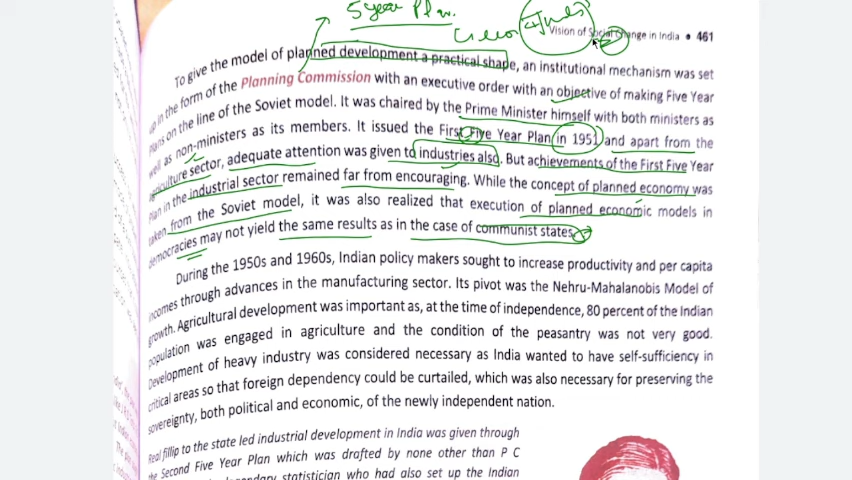 5 year Plan.
Vision of Social Change in India • 461
To give the model of planned development a practical shape, an institutional mechanism was set
in the form of the Planning Commission with an executive order with an objective of making Five Year
Plans on the line of the Soviet model. It was chaired by the Prime Minister himself with both ministers as
well as non-ministers as its members. It issued the First Five Year Plan in 1951 and apart from the
agriculture sector, adequate attention was given to industries also. But achievements of the First Five Year
Plan in the industrial sector remained far from encouraging. While the concept of planned economy was
taken from the Soviet model, it was also realized that execution of planned economic models in
democracies may not yield the same results as in the case of communist states.
During the 1950s and 1960s, Indian policy makers sought to increase productivity and per capita
incomes through advances in the manufacturing sector. Its pivot was the Nehru-Mahalanobis Model of
growth. Agricultural development was important as, at the time of independence, 80 percent of the Indian
population was engaged in agriculture and the condition of the peasantry was not very good.
Development of heavy industry was considered necessary as India wanted to have self-sufficiency in
critical areas so that foreign dependency could be curtailed, which was also necessary for preserving the
sovereignty, both political and economic, of the newly independent nation.
Real fillip to the state led industrial development in India was given through
the Second Five Year Plan which was drafted by none other than P C
statistician who had also set up the Indian